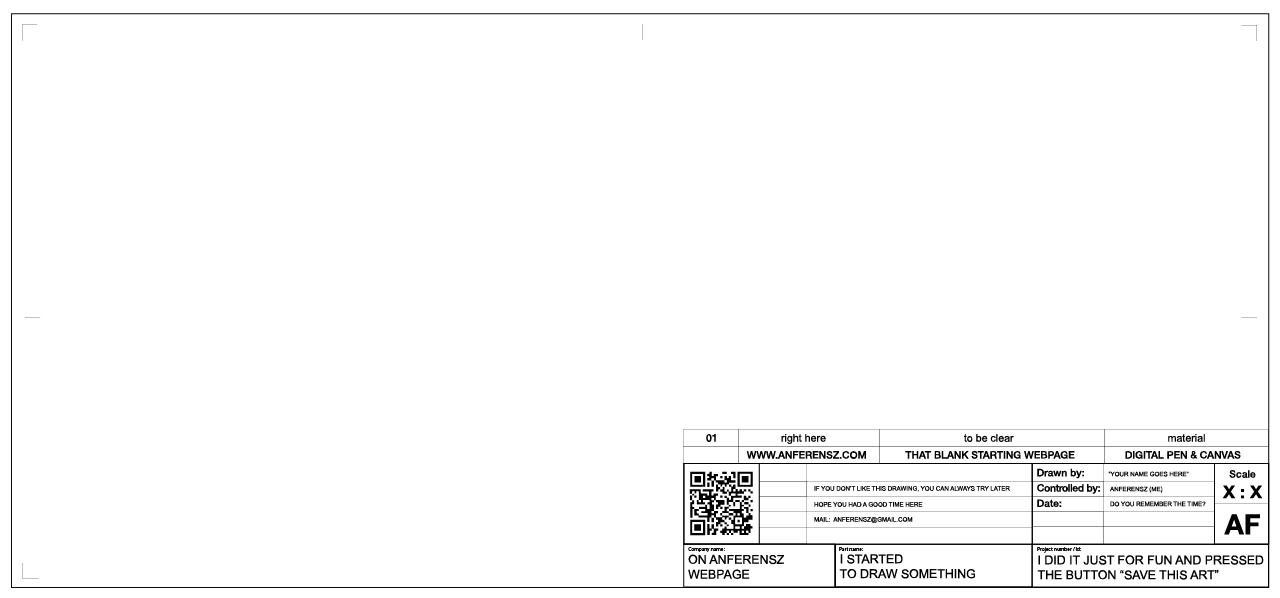 01 right here to be clear material
WWW.ANFERENSZ.COM THAT BLANK STARTING WEBPAGE DIGITAL PEN & CANVAS
Drawn by: "YOUR NAME GOES HERE"
Scale
IF YOU DON'T LIKE THIS DRAWING, YOU CAN ALWAYS TRY LATER
Controlled by: ANFERENSZ (ME)
X : X
HOPE YOU HAD A GOOD TIME HERE
Date: DO YOU REMEMBER THE TIME?
MAIL: ANFERENSZ@GMAIL.COM
AF
Company name:
ON ANFERENSZ
WEBPAGE
Part name:
I STARTED
TO DRAW SOMETHING
Project number / Id:
I DID IT JUST FOR FUN AND PRESSED
THE BUTTON “SAVE THIS ART”